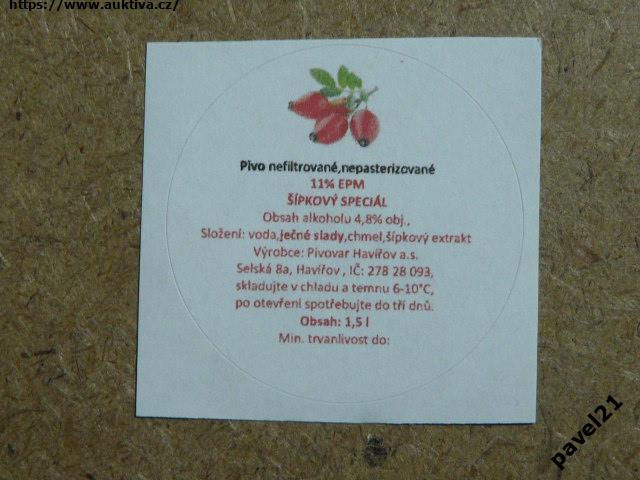 https://www.auktiva.cz/
Pivo nefiltrované,nepasterizované
11% EPM
ŠÍPKOVÝ SPECIÁL
Obsah alkoholu 4,8% obj.,
Složení: voda,ječné slady,chmel,šípkový extrakt
Výrobce: Pivovar Havířov a.s.
Selská 8a, Havířov , IČ: 278 28 093,
skladujte v chladu a temnu 6-10°C,
po otevření spotřebujte do tří dnů.
Obsah: 1,5 l
Min. trvanlivost do:
pavel21